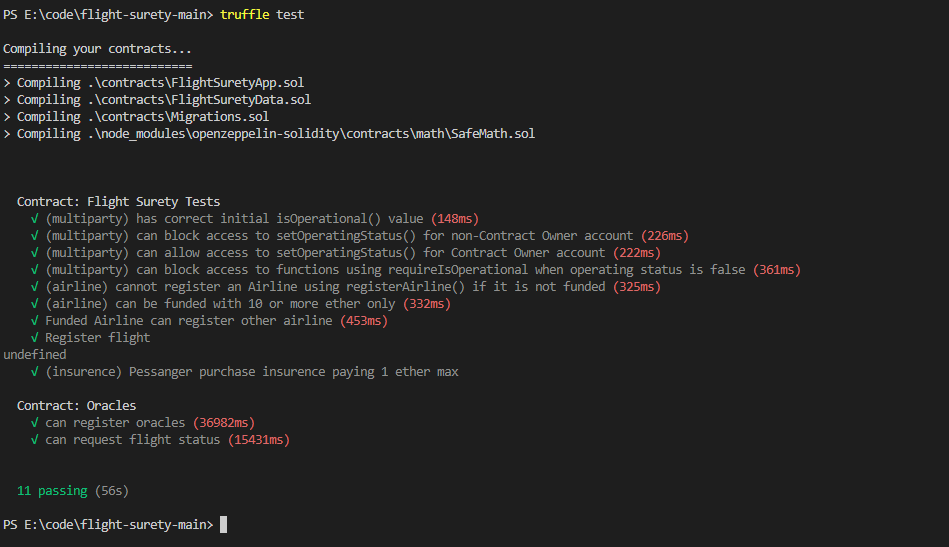 PS E:\code\flight-surety-main> truffle test
Compiling your contracts...
===========================
> Compiling .\contracts\FlightSuretyApp.sol
> Compiling .\contracts\FlightSuretyData.sol
> Compiling .\contracts\Migrations.sol
> Compiling .\node_modules\openzeppelin-solidity\contracts\math\SafeMath.sol
Contract: Flight Surety Tests
√ (multiparty) has correct initial isOperational() value (148ms)
√ (multiparty) can block access to setOperatingStatus() for non-Contract Owner account (226ms)
√ (multiparty) can allow access to setOperatingStatus() for Contract Owner account (222ms)
√ (multiparty) can block access to functions using requireIsOperational when operating status is false (361ms)
√ (airline) cannot register an Airline using registerAirline() if it is not funded (325ms)
√ (airline) can be funded with 10 or more ether only (332ms)
√ Funded Airline can register other airline (453ms)
√ Register flight
undefined
√ (insurence) Pessanger purchase insurence paying 1 ether max
Contract: Oracles
√ can register oracles (36982ms)
√ can request flight status (15431ms)
11 passing (56s)
PS E:\code\flight-surety-main>